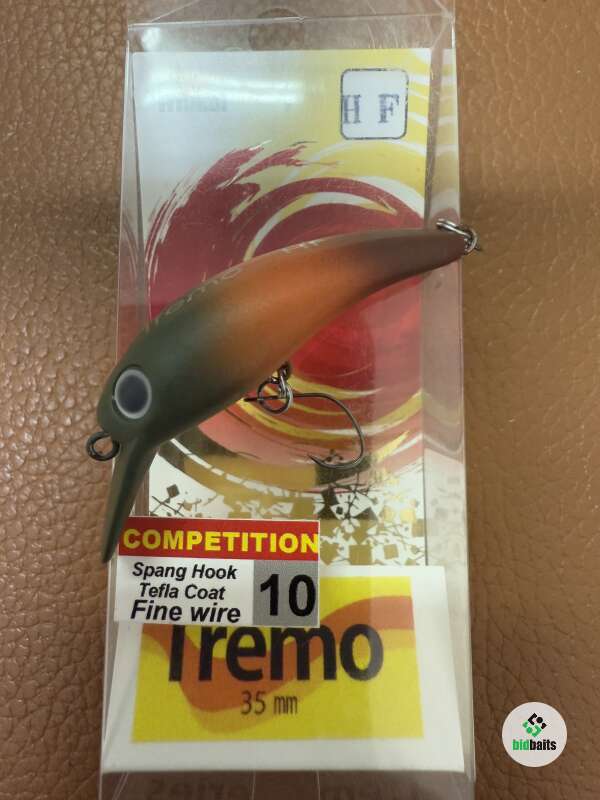 H F
COMPETITION
Spang Hook
Tefla Coat
Fine wire
10
Tremo
35 mm
bidbaits